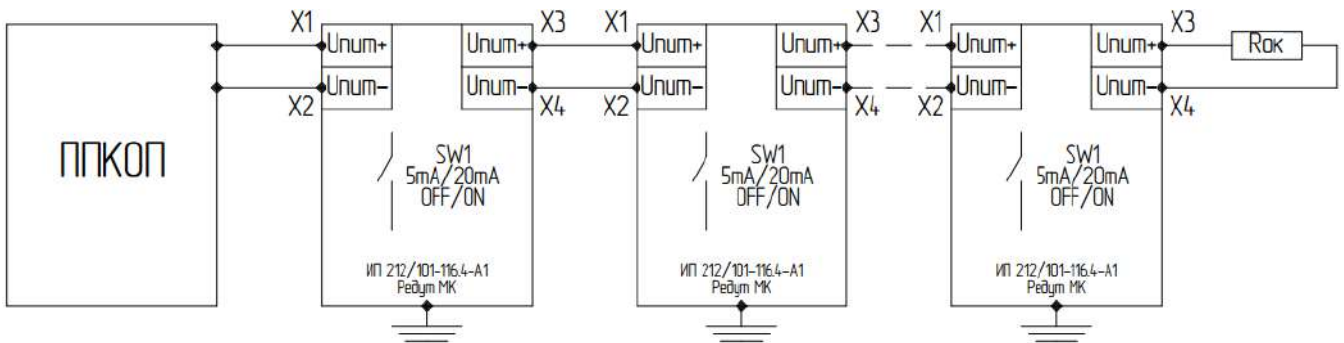 X1
X3
X1
X3
X1
X3
Uпит+
Uпит+
Uпит+
Uпит+
Uпит+
Uпит+
Rок
Uпит-
Uпит-
Uпит-
Uпит-
Uпит-
Uпит-
X2
X4
X2
X4
X2
X4
ППКОП
SW1
5mA/20mA
OFF/ON
SW1
5mA/20mA
OFF/ON
SW1
5mA/20mA
OFF/ON
ИП 212/101-116.4-А1
Редут МК
ИП 212/101-116.4-А1
Редут МК
ИП 212/101-116.4-А1
Редут МК